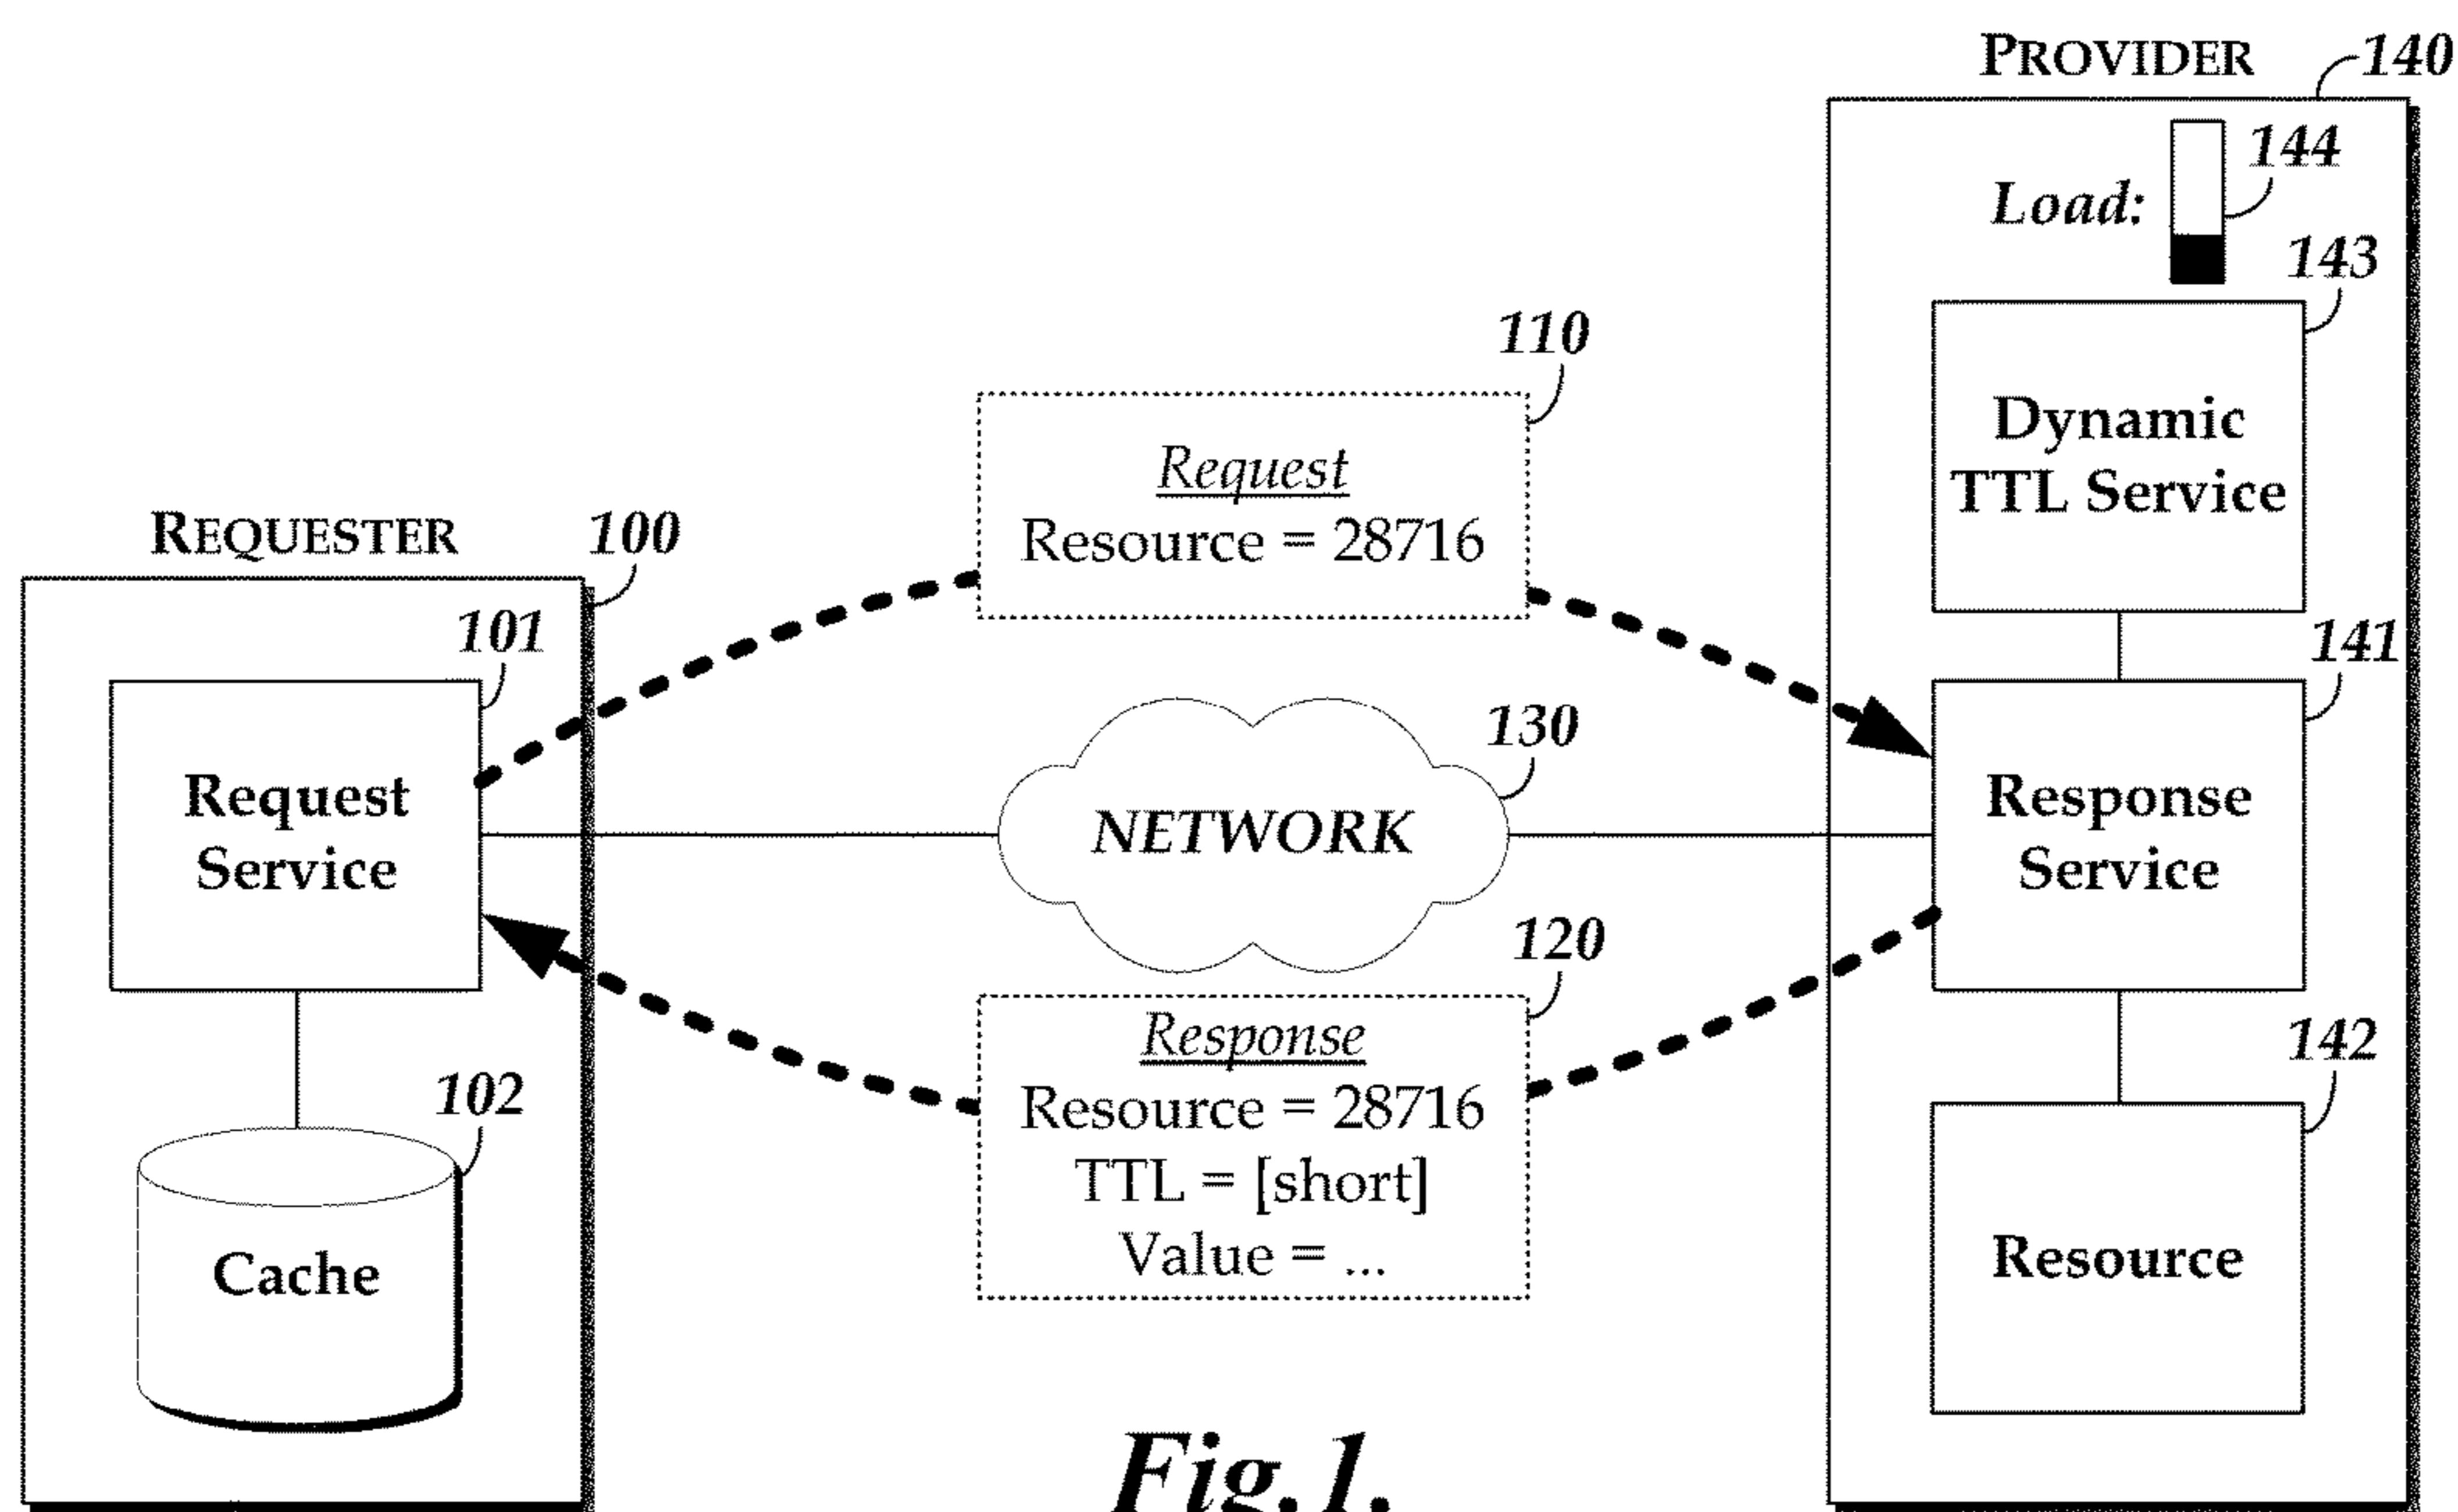 PROVIDER
140
144
Load:
143
Dynamic
TTL Service
110
Request
Resource = 28716
REQUESTER
100
101
Request
Service
130
NETWORK
141
Response
Service
102
Cache
120
Response
Resource = 28716
TTL = [short]
Value = ...
142
Resource
Fig.1.